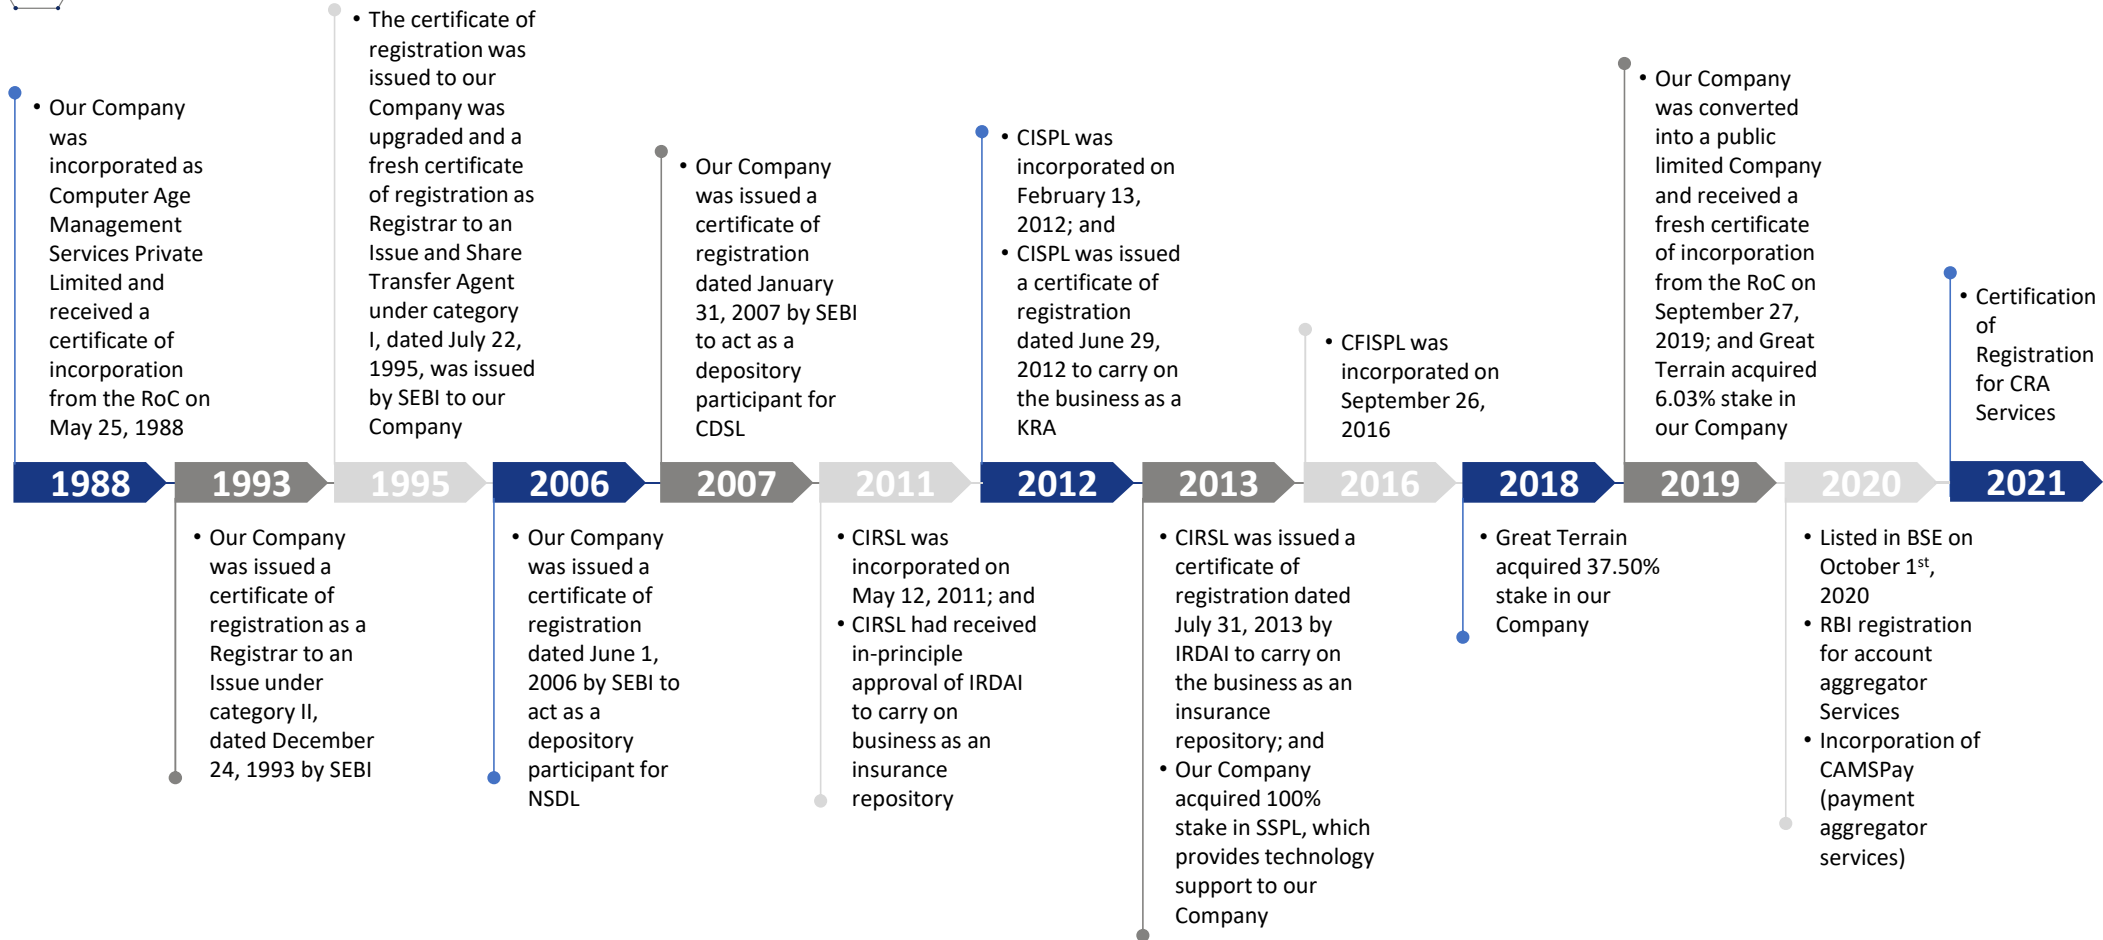 • Our Company
was
incorporated as
Computer Age
Management
Services Private
Limited and
received a
certificate of
incorporation
from the RoC on
May 25, 1988
1988
1993
• Our Company
was issued a
certificate of
registration as a
Registrar to an
Issue under
category II,
dated December
24, 1993 by SEBI
• The certificate of
registration was
issued to our
Company was
upgraded and a
fresh certificate
of registration as
Registrar to an
Issue and Share
Transfer Agent
under category
I, dated July 22,
1995, was issued
by SEBI to our
Company
1995
2006
• Our Company
was issued a
certificate of
registration
dated June 1,
2006 by SEBI to
act as a
depository
participant for
NSDL
• Our Company
was issued a
certificate of
registration
dated January
31, 2007 by SEBI
to act as a
depository
participant for
CDSL
2007
2011
• CIRSL was
incorporated on
May 12, 2011; and
• CIRSL had received
in-principle
approval of IRDAI
to carry on
business as an
insurance
repository
• CISPL was
incorporated on
February 13,
2012; and
• CISPL was issued
a certificate of
registration
dated June 29,
2012 to carry on
the business as a
KRA
2012
2013
• CIRSL was issued a
certificate of
registration dated
July 31, 2013 by
IRDAI to carry on
the business as an
insurance
repository; and
• Our Company
acquired 100%
stake in SSPL, which
provides technology
support to our
Company
• CFISPL was
incorporated on
September 26,
2016
2016
2018
• Great Terrain
acquired 37.50%
stake in our
Company
• Our Company
was converted
into a public
limited Company
and received a
fresh certificate
of incorporation
from the RoC on
September 27,
2019; and Great
Terrain acquired
6.03% stake in
our Company
2019
2020
• Listed in BSE on
October 1st,
2020
• RBI registration
for account
aggregator
Services
• Incorporation of
CAMSPay
(payment
aggregator
services)
• Certification
of
Registration
for CRA
Services
2021